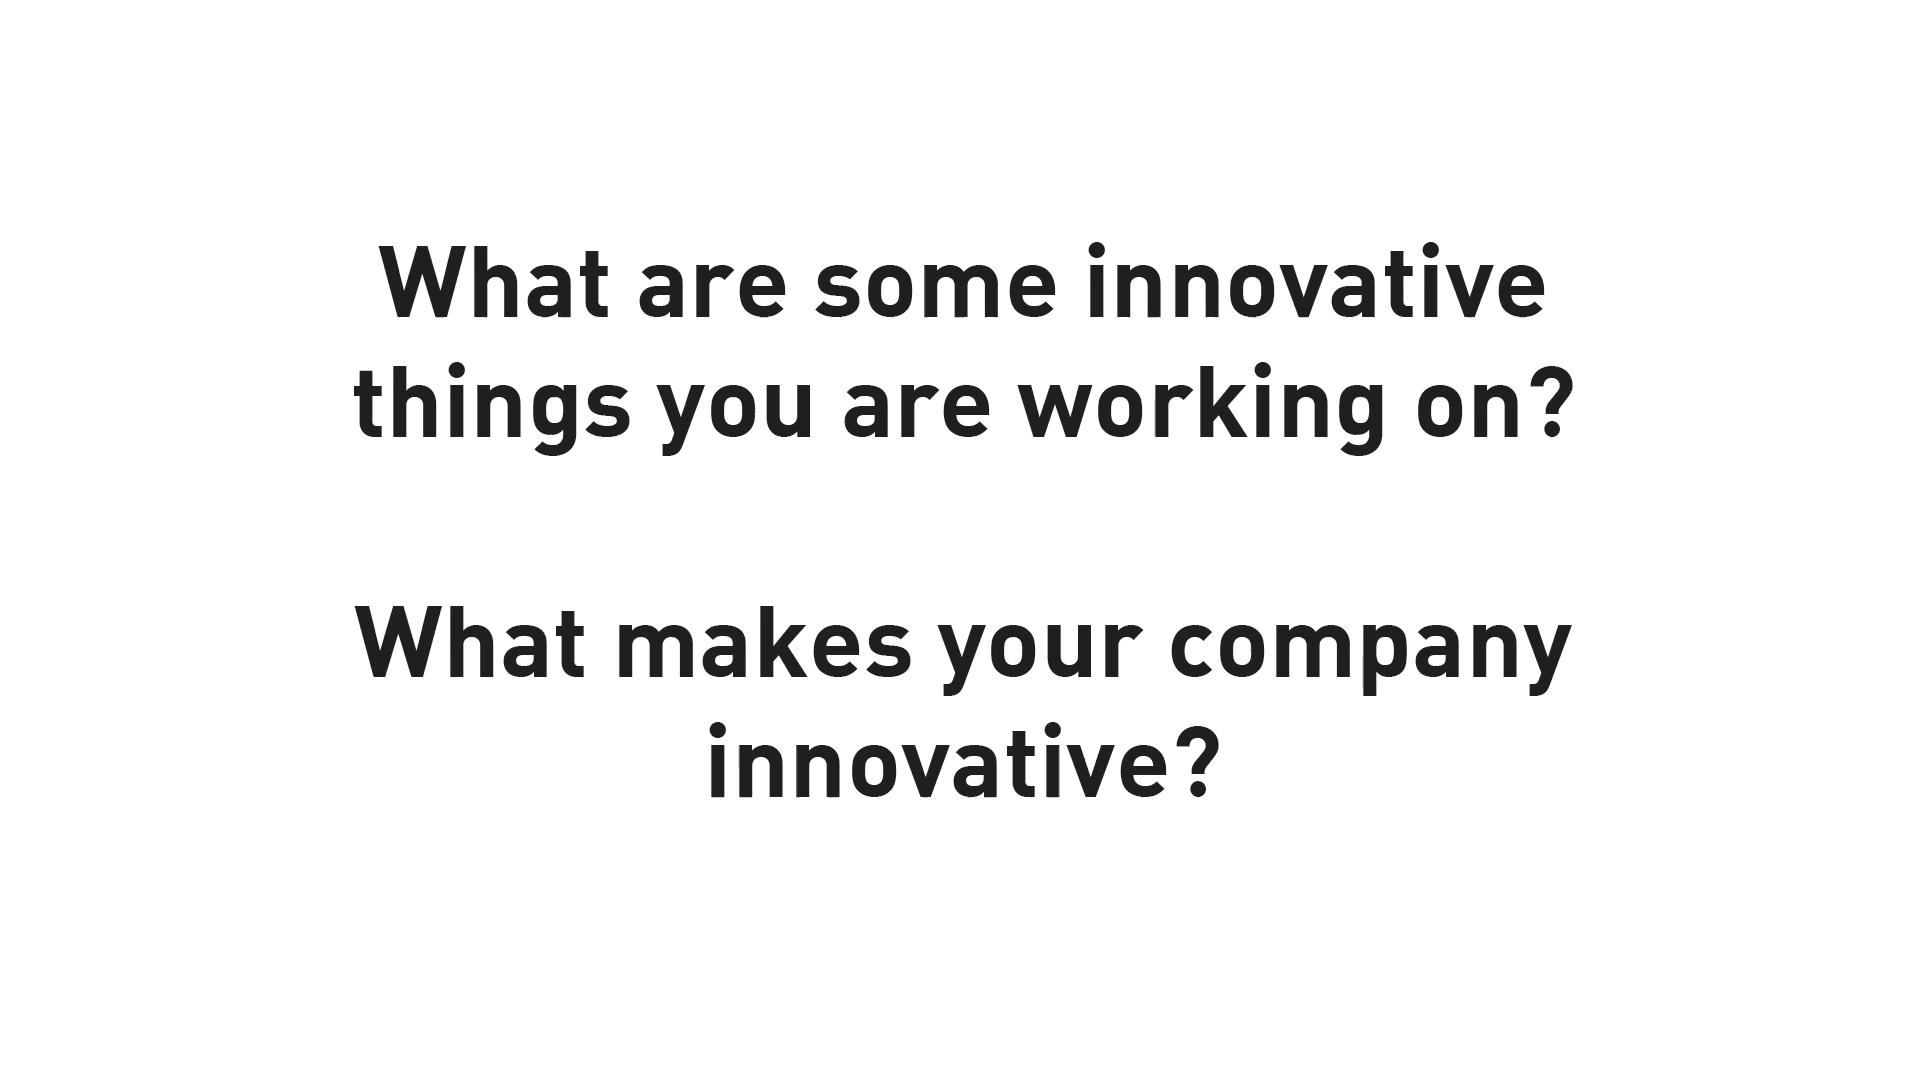 What are some innovative
things you are working on?
What makes your company
innovative?